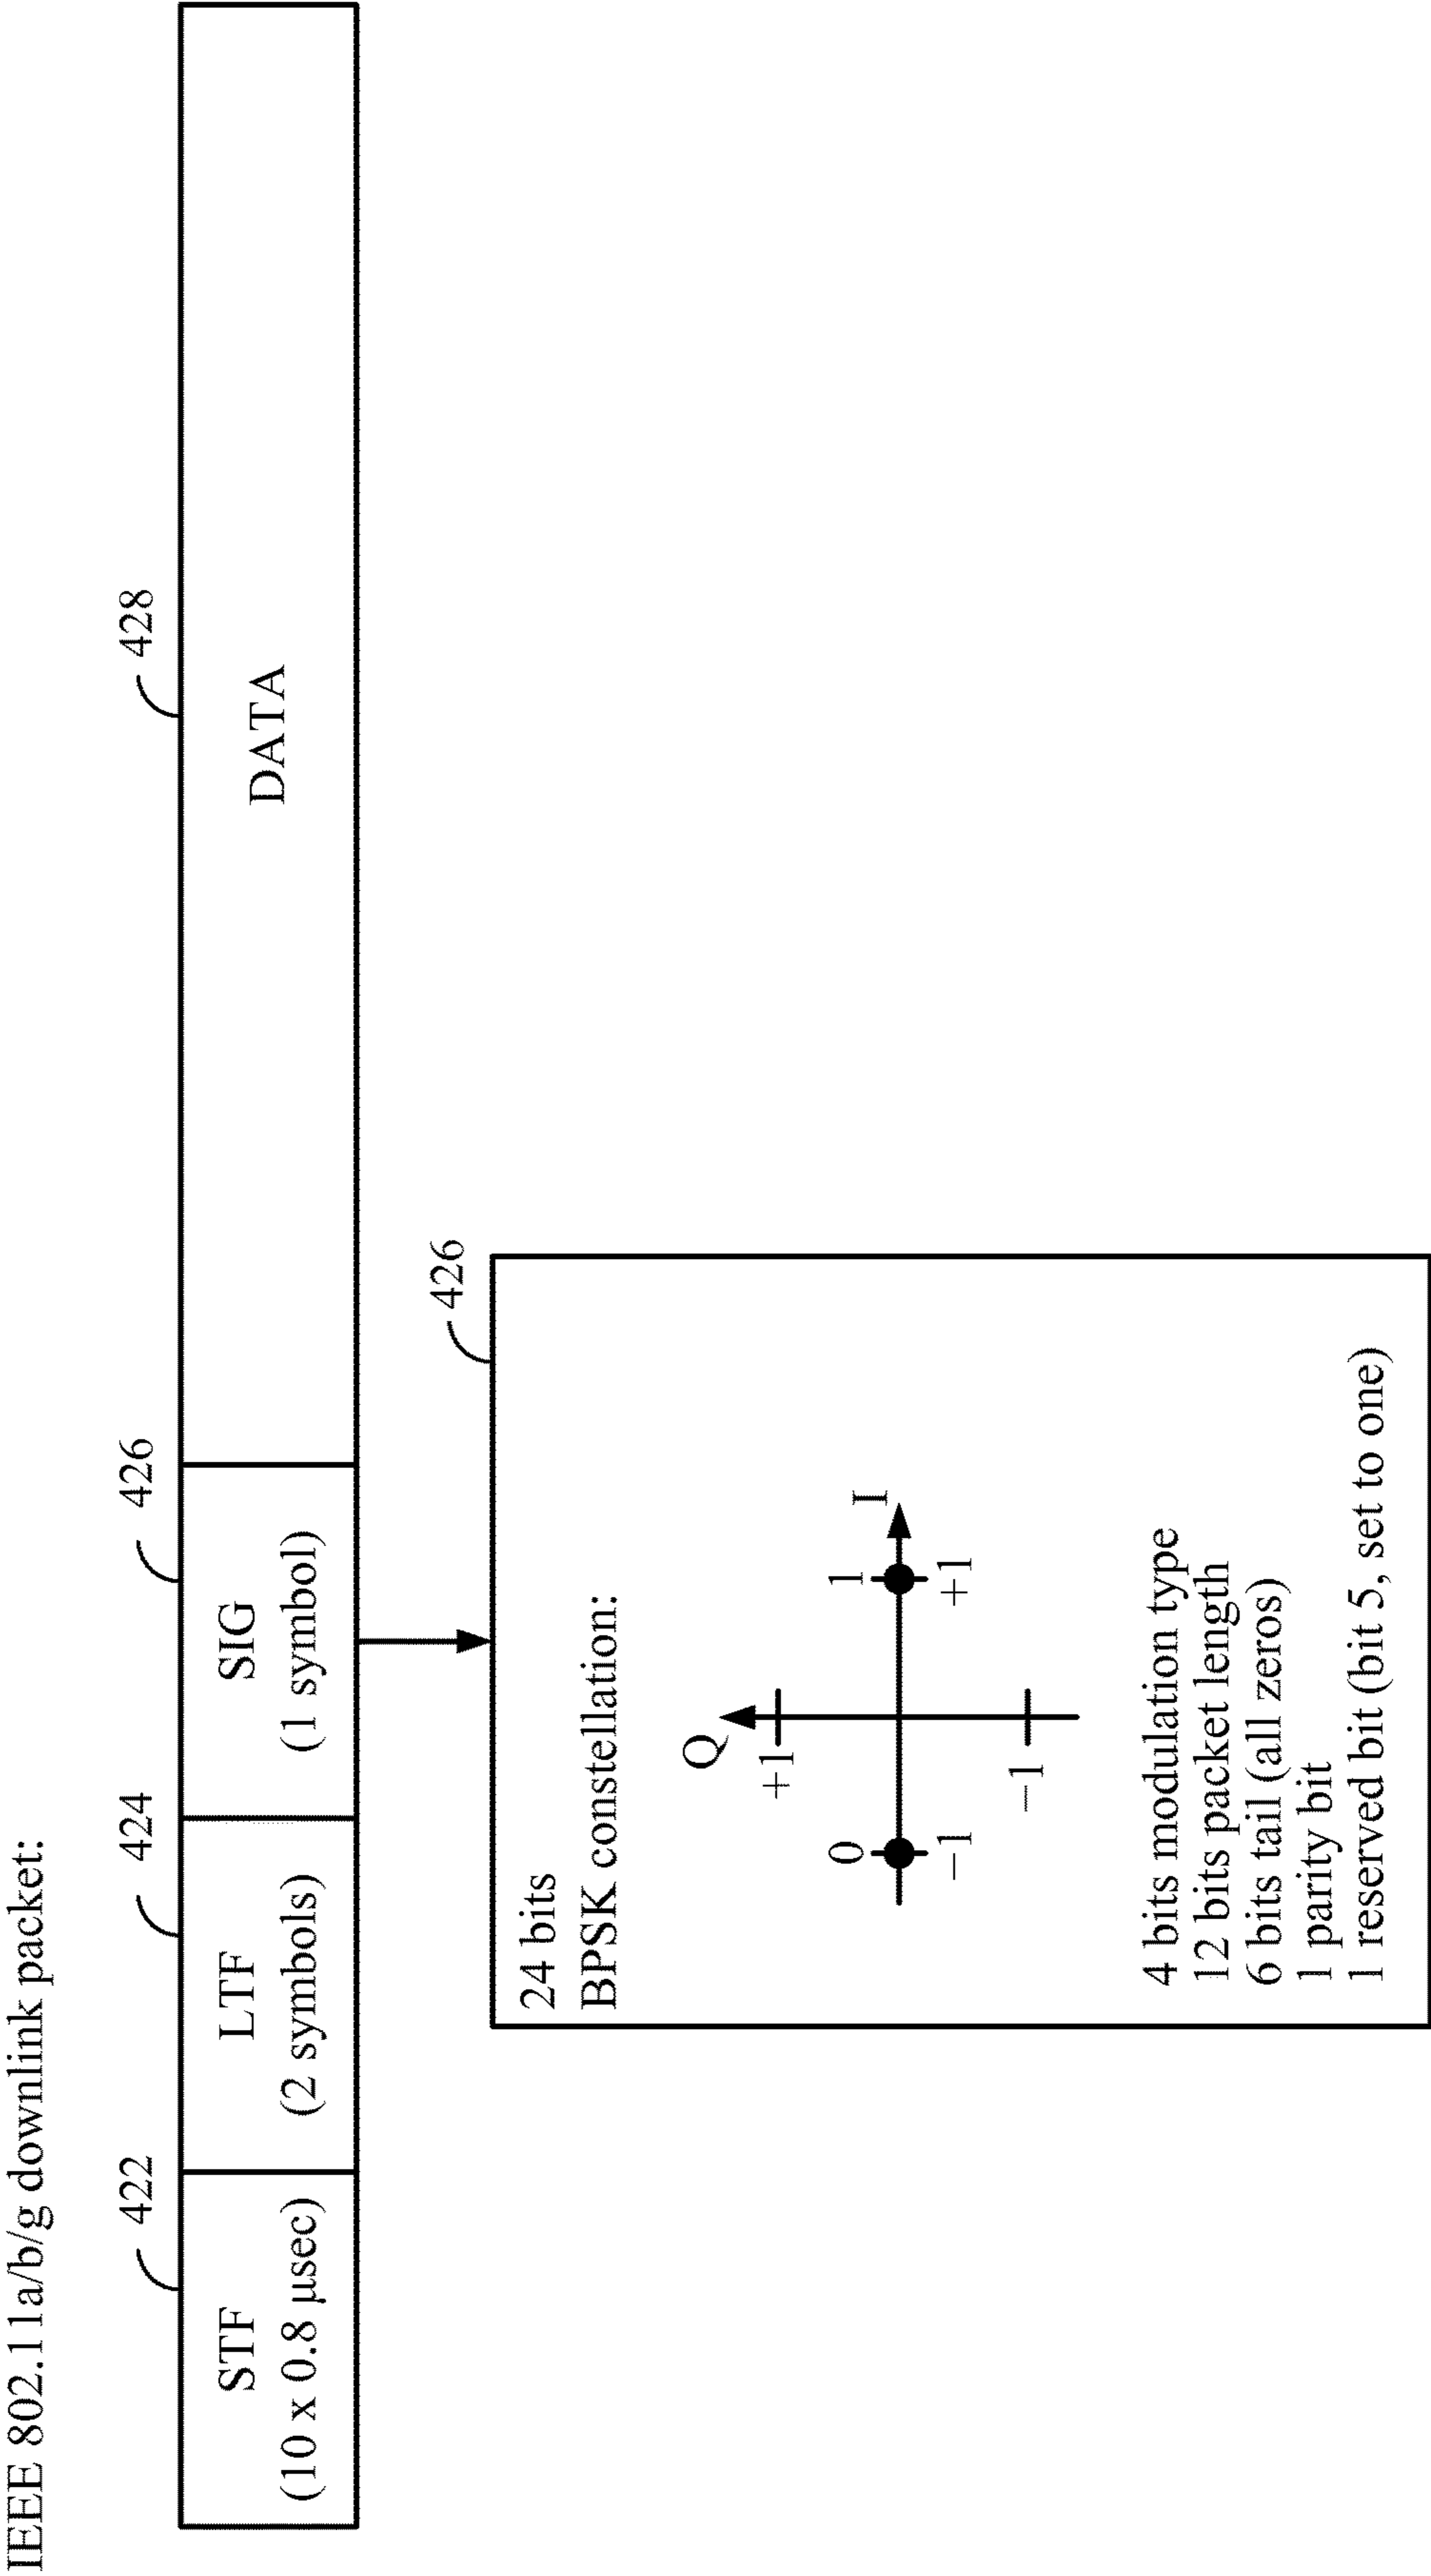 IEEE 802.11a/b/g downlink packet:
422
424
426
428
STF
(10 x 0.8 µsec)
LTF
(2 symbols)
SIG
(1 symbol)
DATA
426
24 bits
BPSK constellation:
Q
+1
0
1
I
−1
+1
−1
4 bits modulation type
12 bits packet length
6 bits tail (all zeros)
1 parity bit
1 reserved bit (bit 5, set to one)